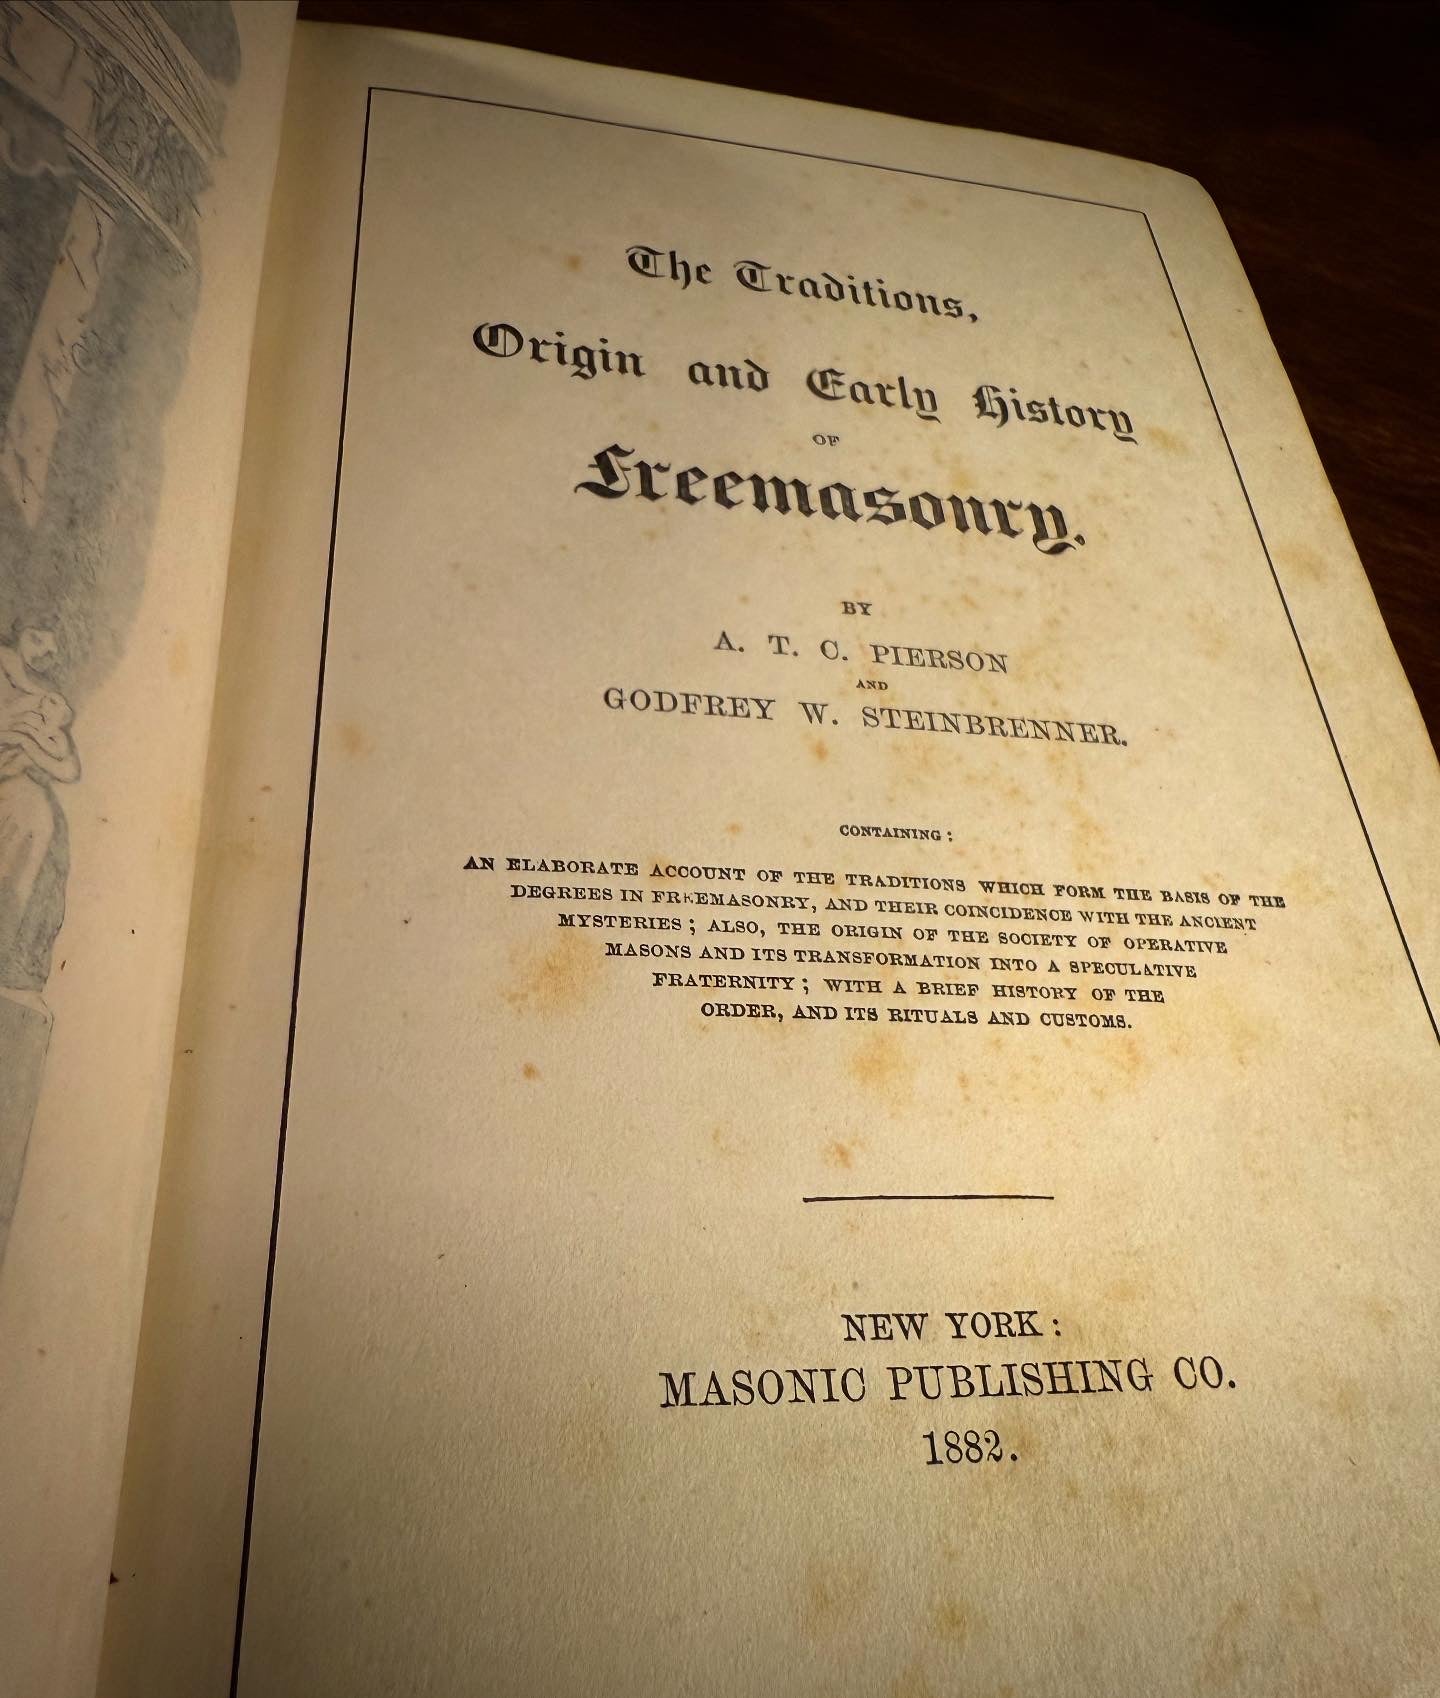 The Traditions,
Origin and Early History
OF
Freemasonry.
BY
A. T. C. PIERSON
AND
GODFREY W. STEINBRENNER.
CONTAINING:
AN ELABORATE ACCOUNT OF THE TRADITIONS WHICH FORM THE BASIS OF THE
DEGREES IN FREEMASONRY, AND THEIR COINCIDENCE WITH THE ANCIENT
MYSTERIES; ALSO, THE ORIGIN OF THE SOCIETY OF OPERATIVE
MASONS AND ITS TRANSFORMATION INTO A SPECULATIVE
FRATERNITY; WITH A BRIEF HISTORY OF THE
ORDER, AND ITS RITUALS AND CUSTOMS.
NEW YORK:
MASONIC PUBLISHING CO.
1882.